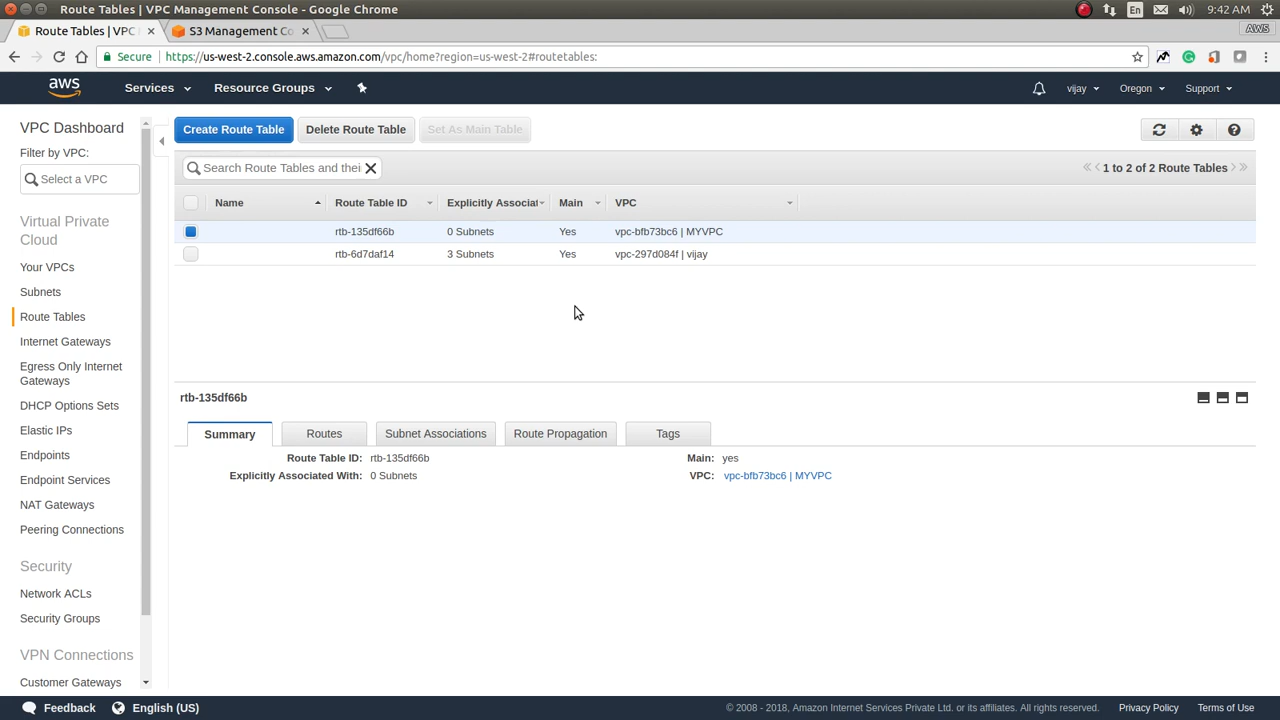 Route Tables | VPC Management Console - Google Chrome
En
9:42 AM
Route Tables | VPC
S3 Management Co
AWS
Secure
https://us-west-2.console.aws.amazon.com/vpc/home?region=us-west-2#routetables:
aws
Services
Resource Groups
vijay
Oregon
Support
VPC Dashboard
Filter by VPC:
Select a VPC
Virtual Private
Cloud
Your VPCs
Subnets
Route Tables
Internet Gateways
Egress Only Internet
Gateways
DHCP Options Sets
Elastic IPs
Endpoints
Endpoint Services
NAT Gateways
Peering Connections
Security
Network ACLs
Security Groups
VPN Connections
Customer Gateways
Create Route Table
Delete Route Table
Set As Main Table
Search Route Tables and thei
1 to 2 of 2 Route Tables
Name Route Table ID Explicitly Associat Main VPC
rtb-135df66b 0 Subnets Yes vpc-bfb73bc6 | MYVPC
rtb-6d7daf14 3 Subnets Yes vpc-297d084f | vijay
rtb-135df66b
Summary
Routes
Subnet Associations
Route Propagation
Tags
Route Table ID: rtb-135df66b
Main: yes
Explicitly Associated With: 0 Subnets
VPC: vpc-bfb73bc6 | MYVPC
Feedback
English (US)
© 2008 - 2018, Amazon Internet Services Private Ltd. or its affiliates. All rights reserved.
Privacy Policy
Terms of Use